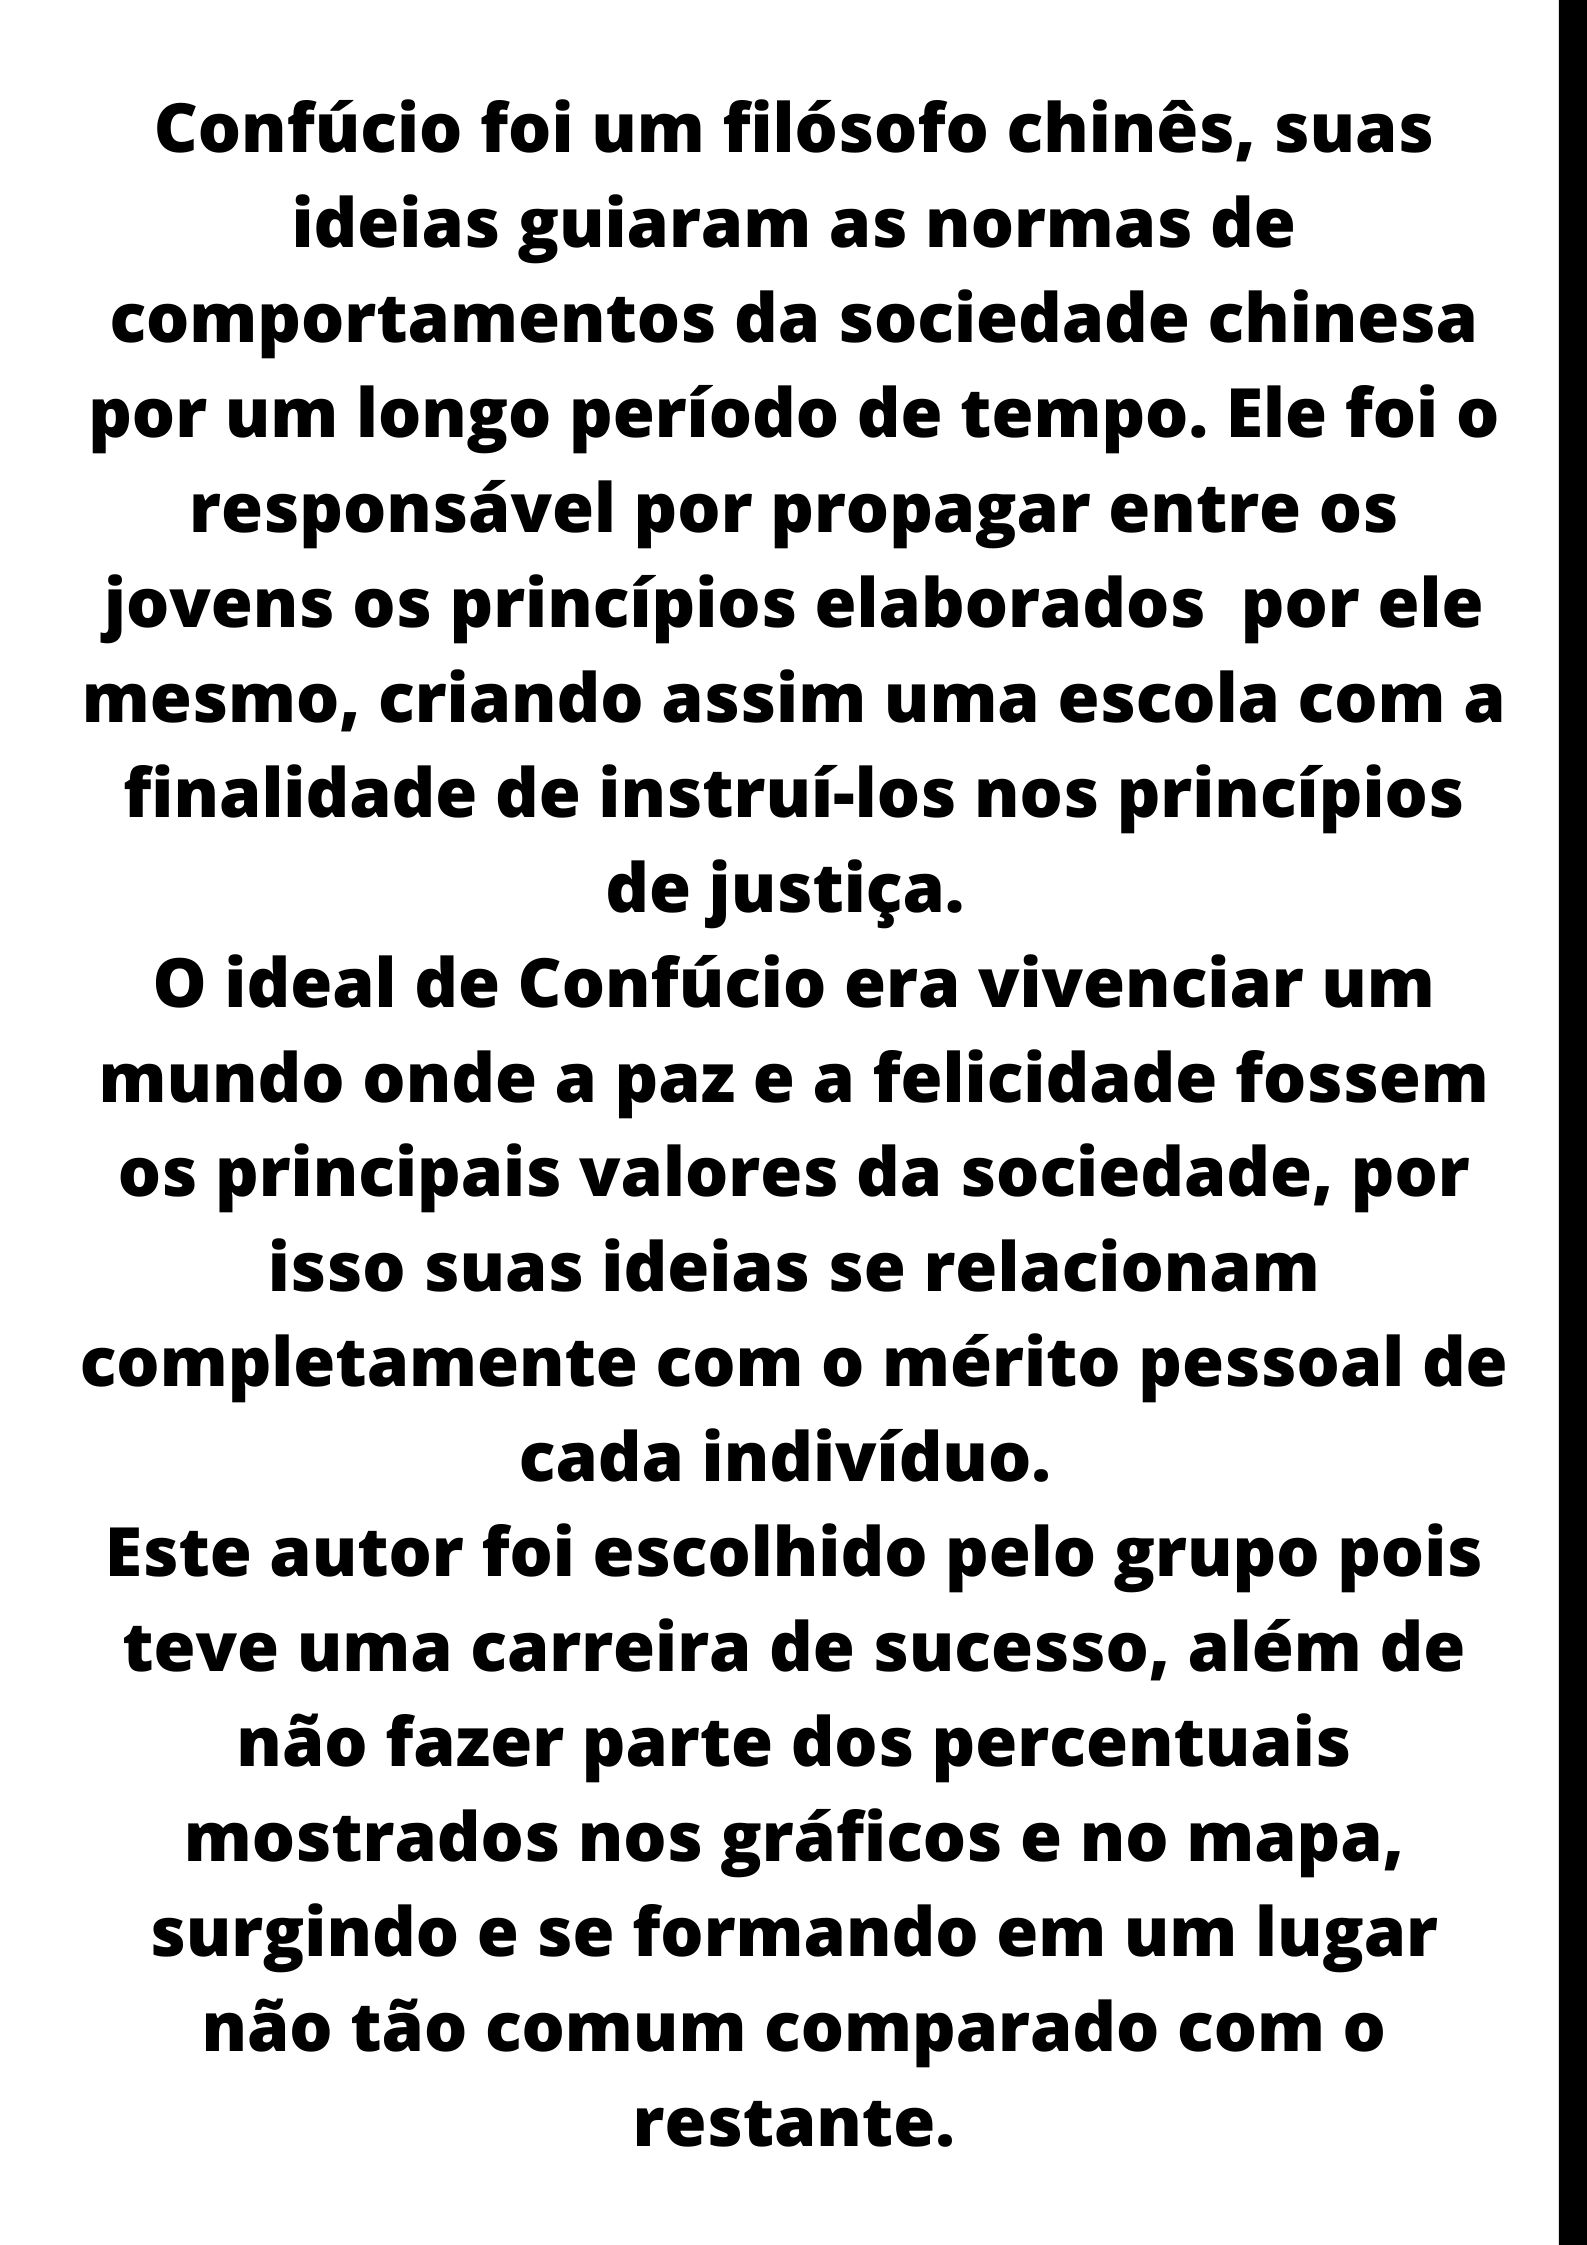 Confúcio foi um filósofo chinês, suas
ideias guiaram as normas de
comportamentos da sociedade chinesa
por um longo período de tempo. Ele foi o
responsável por propagar entre os
jovens os princípios elaborados  por ele
mesmo, criando assim uma escola com a
finalidade de instruí-los nos princípios
de justiça.
O ideal de Confúcio era vivenciar um
mundo onde a paz e a felicidade fossem
os principais valores da sociedade, por
isso suas ideias se relacionam
completamente com o mérito pessoal de
cada indivíduo.
Este autor foi escolhido pelo grupo pois
teve uma carreira de sucesso, além de
não fazer parte dos percentuais
mostrados nos gráficos e no mapa,
surgindo e se formando em um lugar
não tão comum comparado com o
restante.